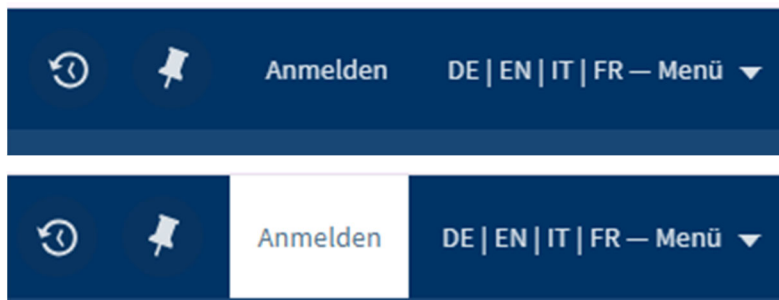 Anmelden DE | EN | IT | FR — Menü
Anmelden DE | EN | IT | FR — Menü